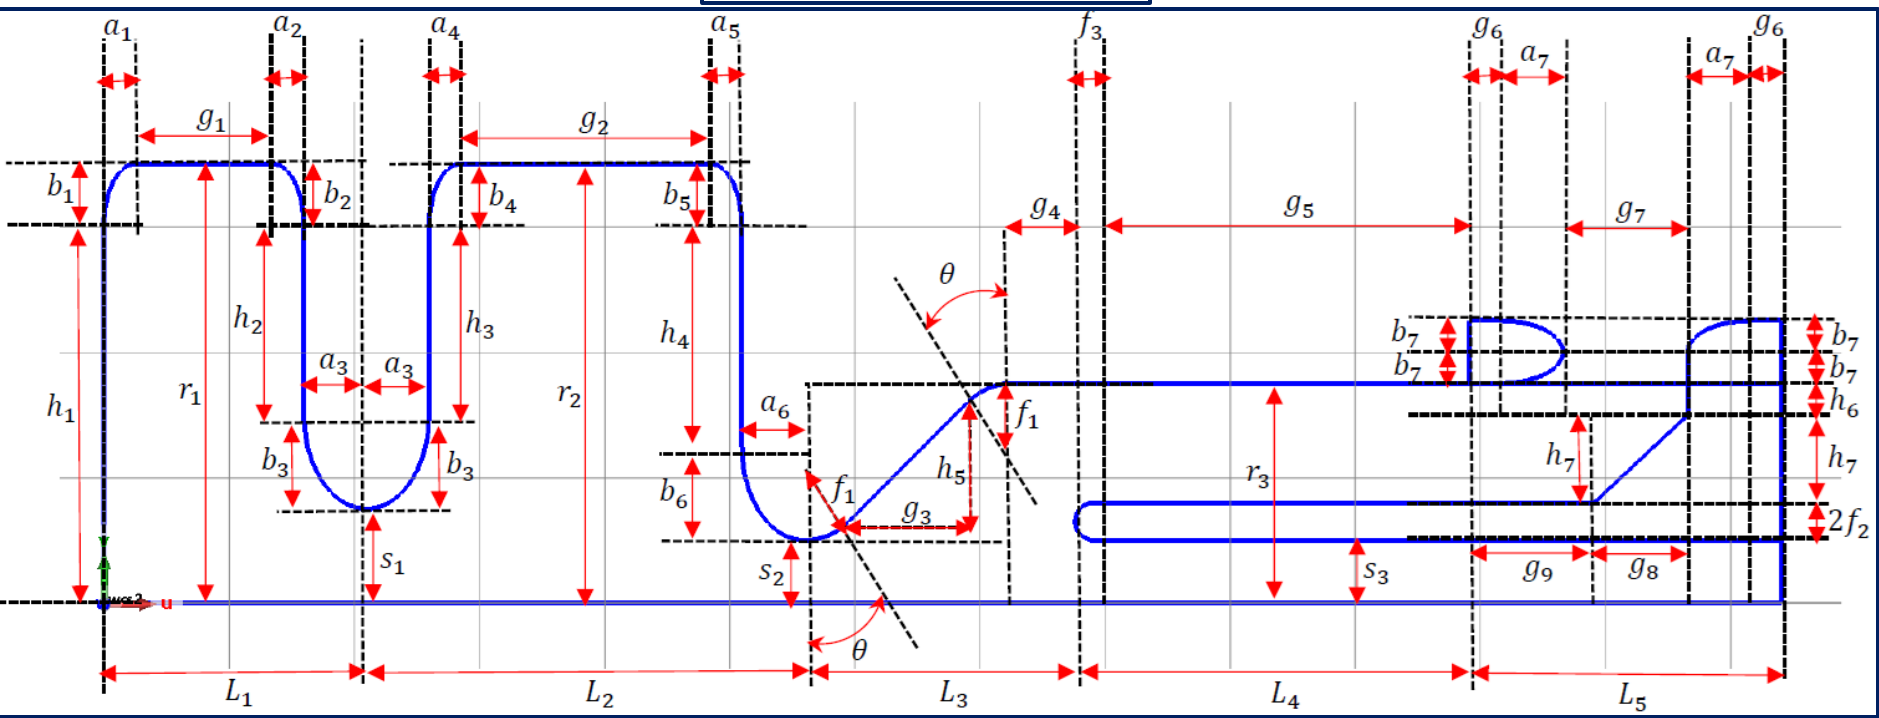 a₁ a₂ a₄ a₅ f₃ g₆ a₇ a₇ g₆
g₁ g₂
b₁ b₂ b₄ b₅ g₄ g₅ g₇
θ
h₁ r₁ h₂ a₃ a₃ h₃ r₂ h₄ b₇ b₇
b₇ b₇
a₆ f₁ h₆
b₃ b₃ b₆ f₁ h₅ r₃ h₇ h₇
g₃ 2f₂
s₁ s₂ s₃ g₉ g₈
u
θ
L₁ L₂ L₃ L₄ L₅